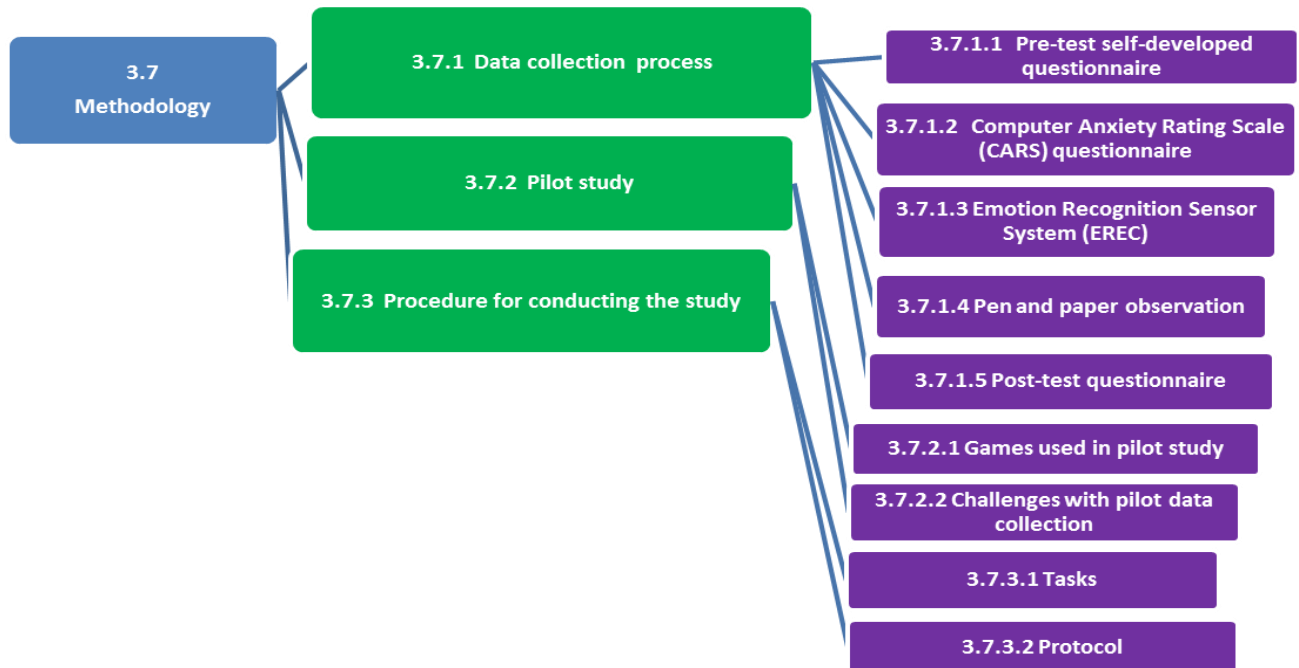 3.7
Methodology
3.7.1 Data collection process
3.7.2 Pilot study
3.7.3 Procedure for conducting the study
3.7.1.1 Pre-test self-developed
questionnaire
3.7.1.2 Computer Anxiety Rating Scale
(CARS) questionnaire
3.7.1.3 Emotion Recognition Sensor
System (EREC)
3.7.1.4 Pen and paper observation
3.7.1.5 Post-test questionnaire
3.7.2.1 Games used in pilot study
3.7.2.2 Challenges with pilot data
collection
3.7.3.1 Tasks
3.7.3.2 Protocol